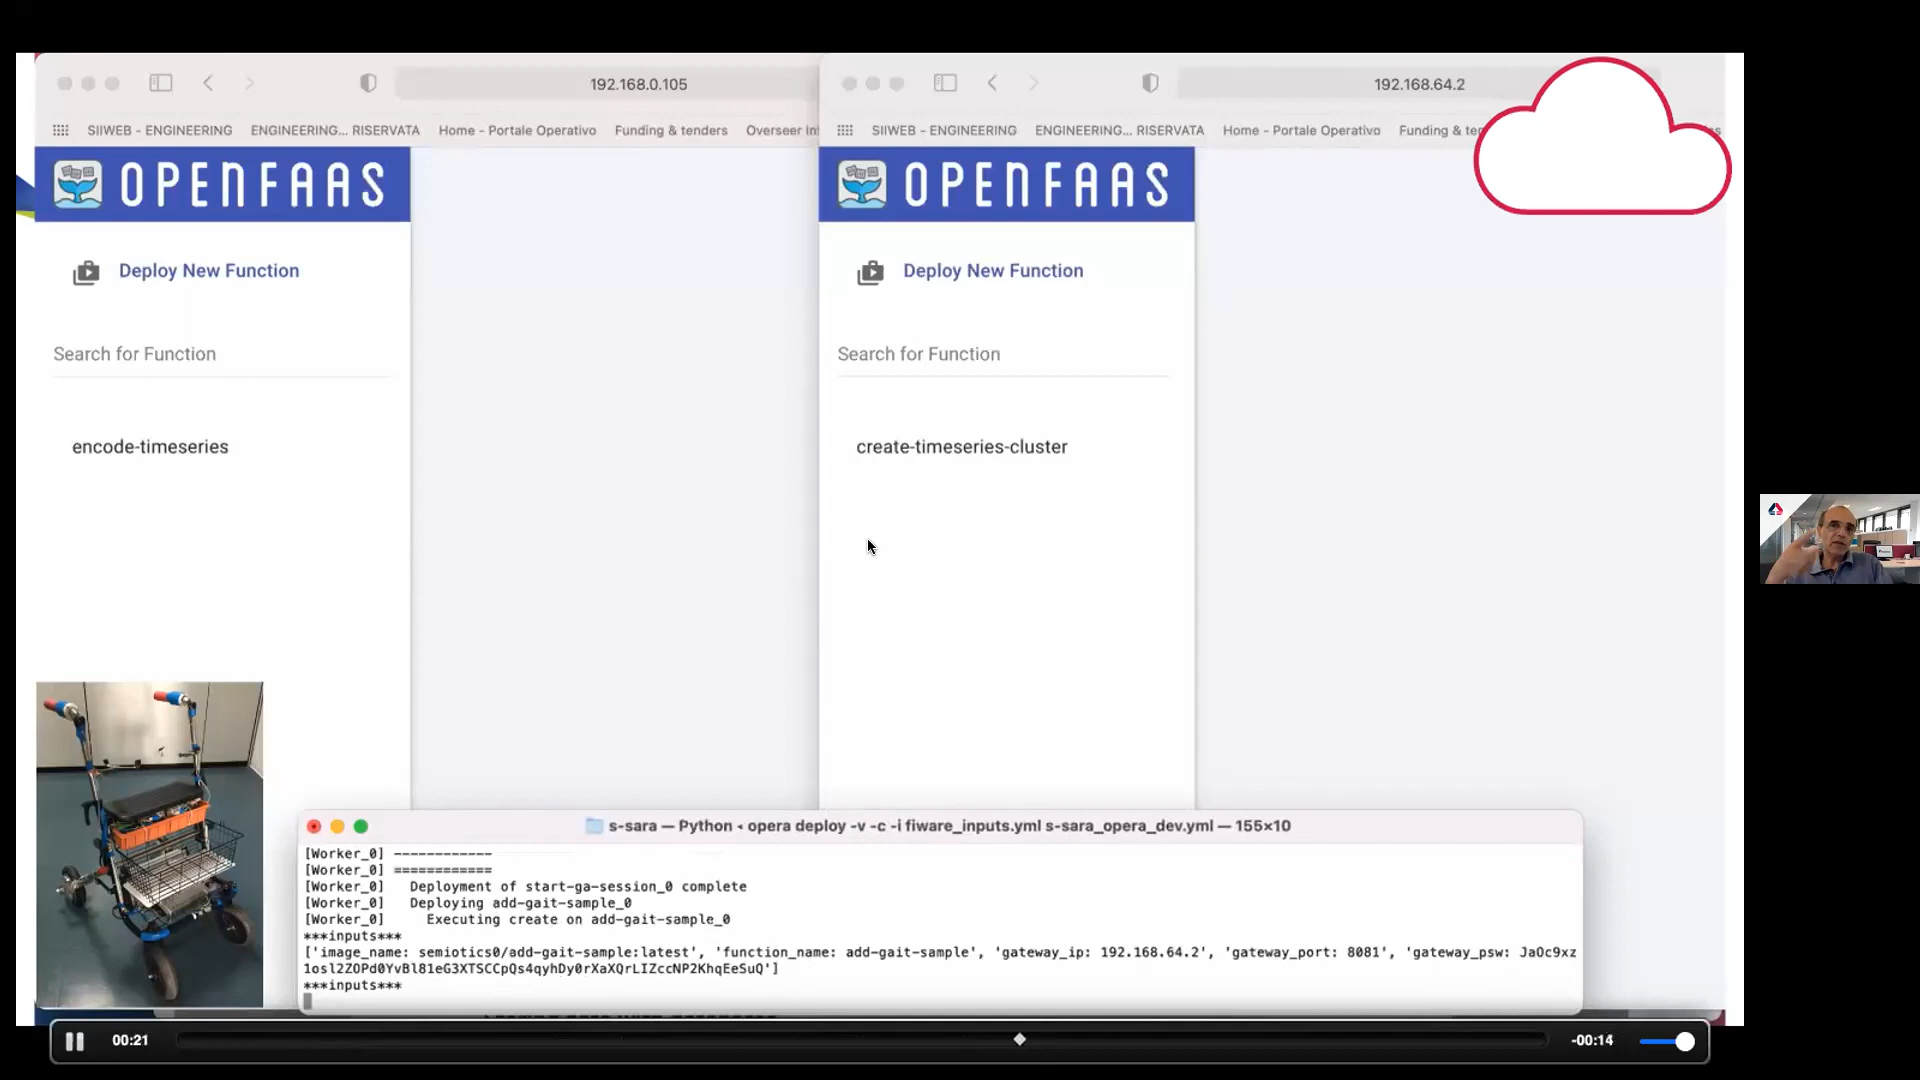 192.168.0.105
SIIWEB - ENGINEERING ENGINEERING... RISERVATA Home - Portale Operativo Funding & tenders Overseer
OPENFAAS
Deploy New Function
Search for Function
encode-timeseries
192.168.64.2
SIIWEB - ENGINEERING ENGINEERING... RISERVATA Home - Portale Operativo Funding &
OPENFAAS
Deploy New Function
Search for Function
create-timeseries-cluster
s-sara — Python ◂ opera deploy -v -c -i fiware_inputs.yml s-sara_opera_dev.yml — 155×10
[Worker_0] ------------
[Worker_0] ============
[Worker_0] Deployment of start-ga-session_0 complete
[Worker_0] Deploying add-gait-sample_0
[Worker_0] Executing create on add-gait-sample_0
***inputs***
['image_name: semiotics0/add-gait-sample:latest', 'function_name: add-gait-sample', 'gateway_ip: 192.168.64.2', 'gateway_port: 8081', 'gateway_psw: JaOc9xz
1osl2ZOPd0YvBl81eG3XTSCCpQs4qyhDy0rXaXQrLIZccNP2KhqEeSuQ']
***inputs***
00:21
-00:14